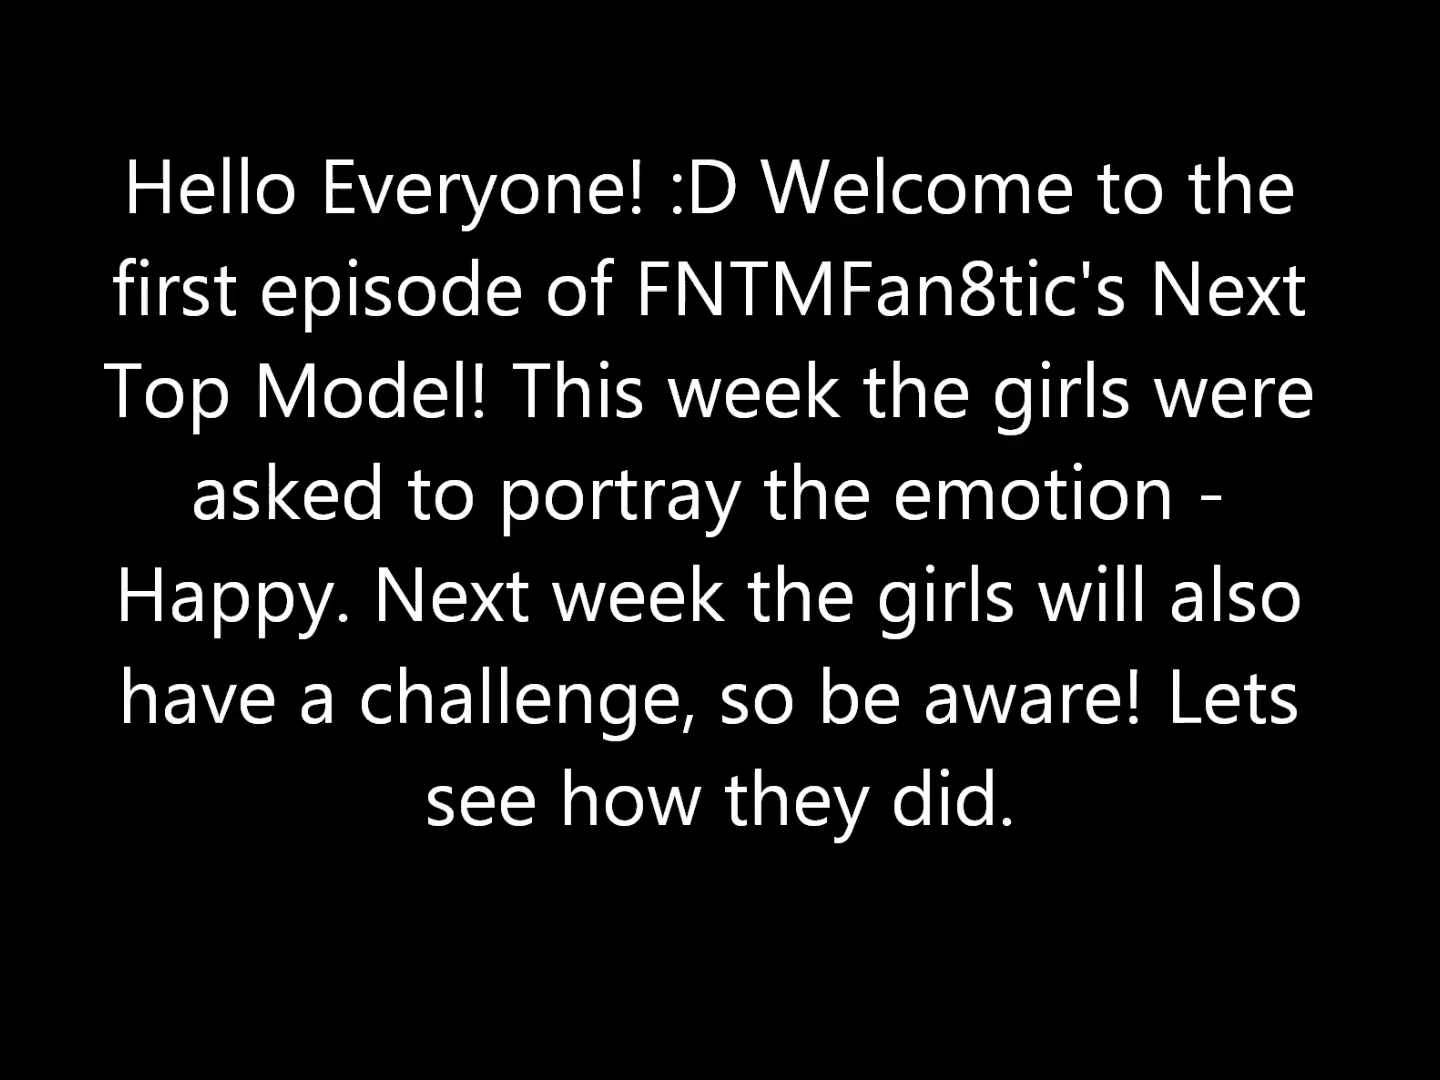 Hello Everyone! :D Welcome to the
first episode of FNTMFan8tic's Next
Top Model! This week the girls were
asked to portray the emotion -
Happy. Next week the girls will also
have a challenge, so be aware! Lets
see how they did.